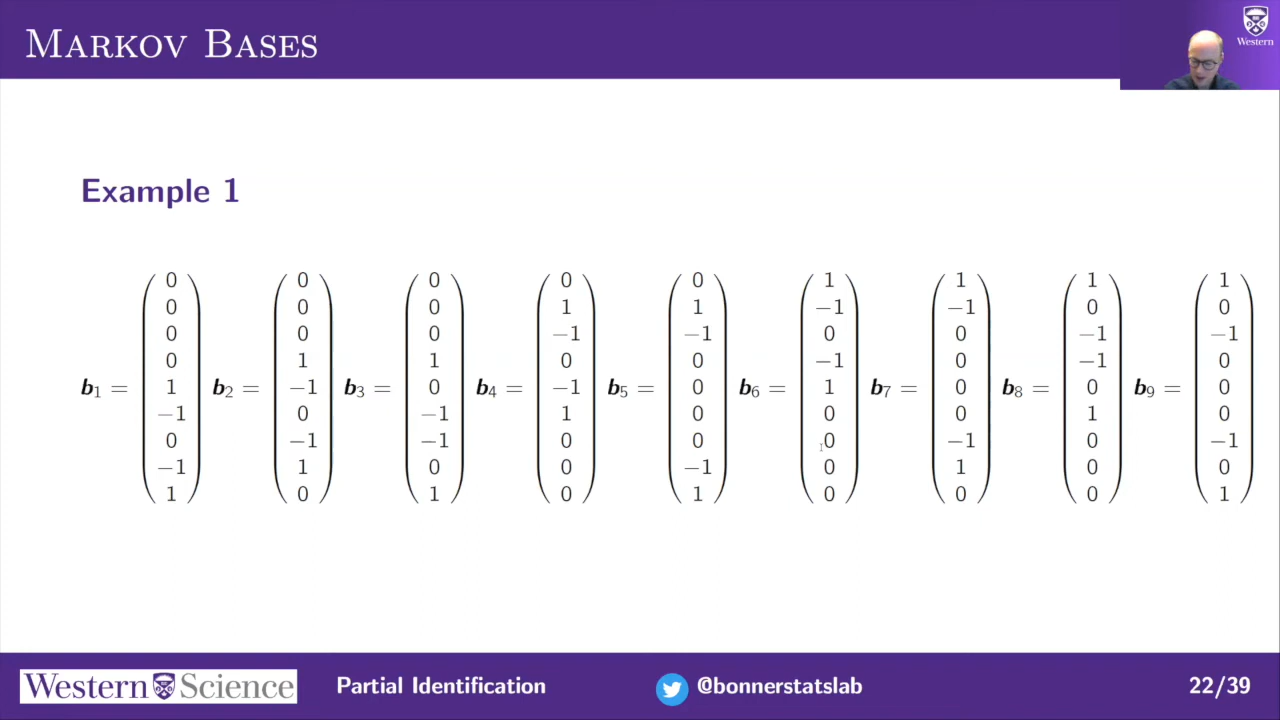 MARKOV BASES
Western
Example 1
b1 = (0 0 0 0 1 −1 0 −1 1) b2 = (0 0 0 1 −1 0 −1 1 0) b3 = (0 0 0 1 0 −1 −1 0 1) b4 = (0 1 −1 0 −1 1 0 0 0) b5 = (0 1 −1 0 0 0 0 −1 1) b6 = (1 −1 0 −1 1 0 0 0 0) b7 = (1 −1 0 0 0 0 −1 1 0) b8 = (1 0 −1 −1 0 1 0 0 0) b9 = (1 0 −1 0 0 0 −1 0 1)
Western Science Partial Identification @bonnerstatslab 22/39